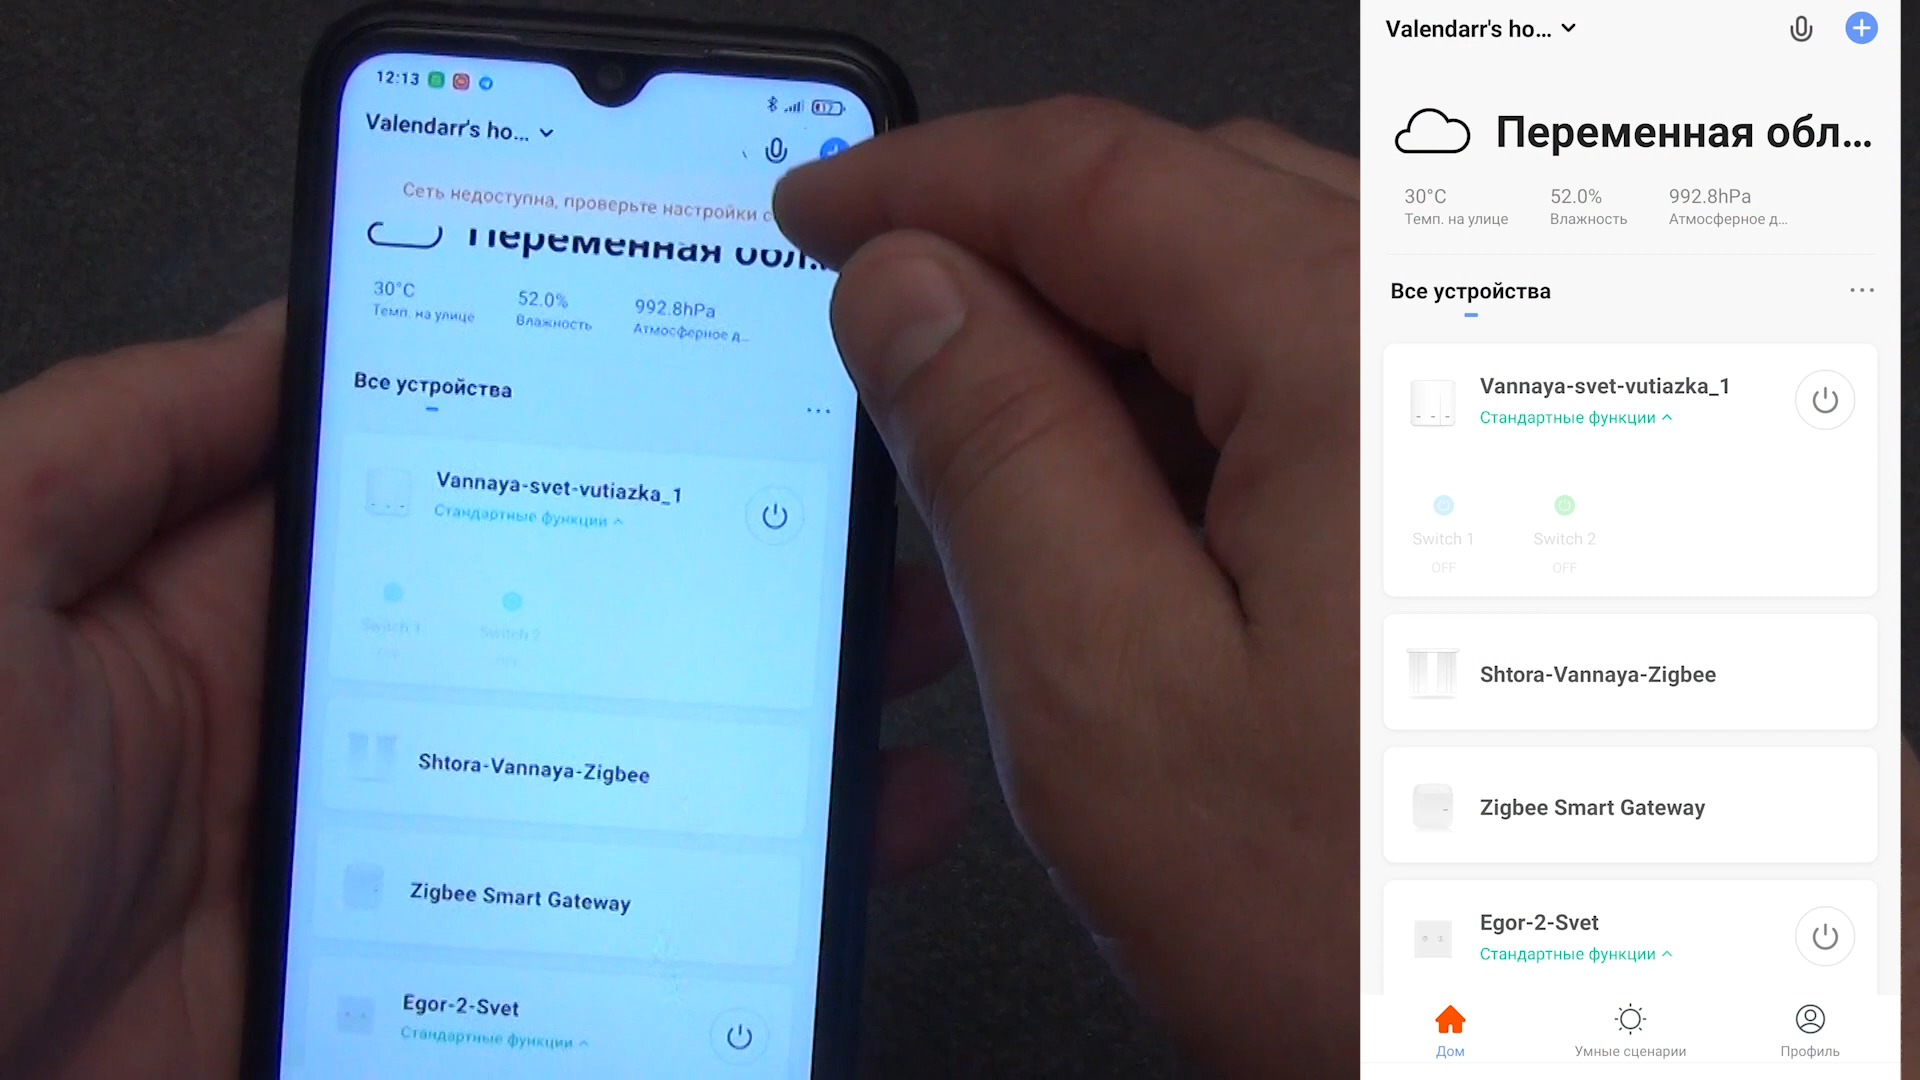 12:13
Valendarr's ho...
Сеть недоступна, проверьте настройки с
Переменная обл...
30°C
52.0%
992.8hPa
Темп. на улице
Влажность
Атмосферное д...
Все устройства
Vannaya-svet-vutiazka_1
Стандартные функции
Switch 1
Switch 2
Shtora-Vannaya-Zigbee
Zigbee Smart Gateway
Egor-2-Svet
Стандартные функции
Valendarr's ho...
Переменная обл...
30°C
52.0%
992.8hPa
Темп. на улице
Влажность
Атмосферное д...
Все устройства
Vannaya-svet-vutiazka_1
Стандартные функции
Switch 1
Switch 2
OFF
OFF
Shtora-Vannaya-Zigbee
Zigbee Smart Gateway
Egor-2-Svet
Стандартные функции
Дом
Умные сценарии
Профиль